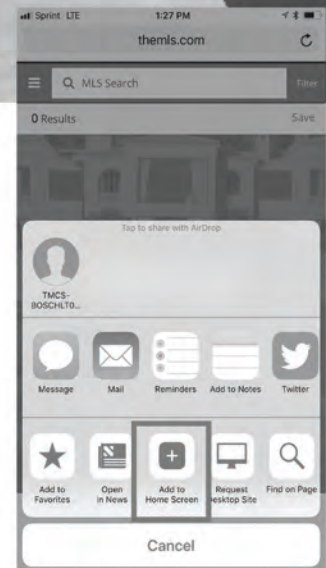 Sprint LTE 1:27 PM
themls.com
MLS Search Filter
0 Results Save
Tap to share with AirDrop
TMCS-
BOSCHLT0...
Message Mail Reminders Add to Notes Twitter
Add to Open Add to Request Find on Page
Favorites in News Home Screen Desktop Site
Cancel